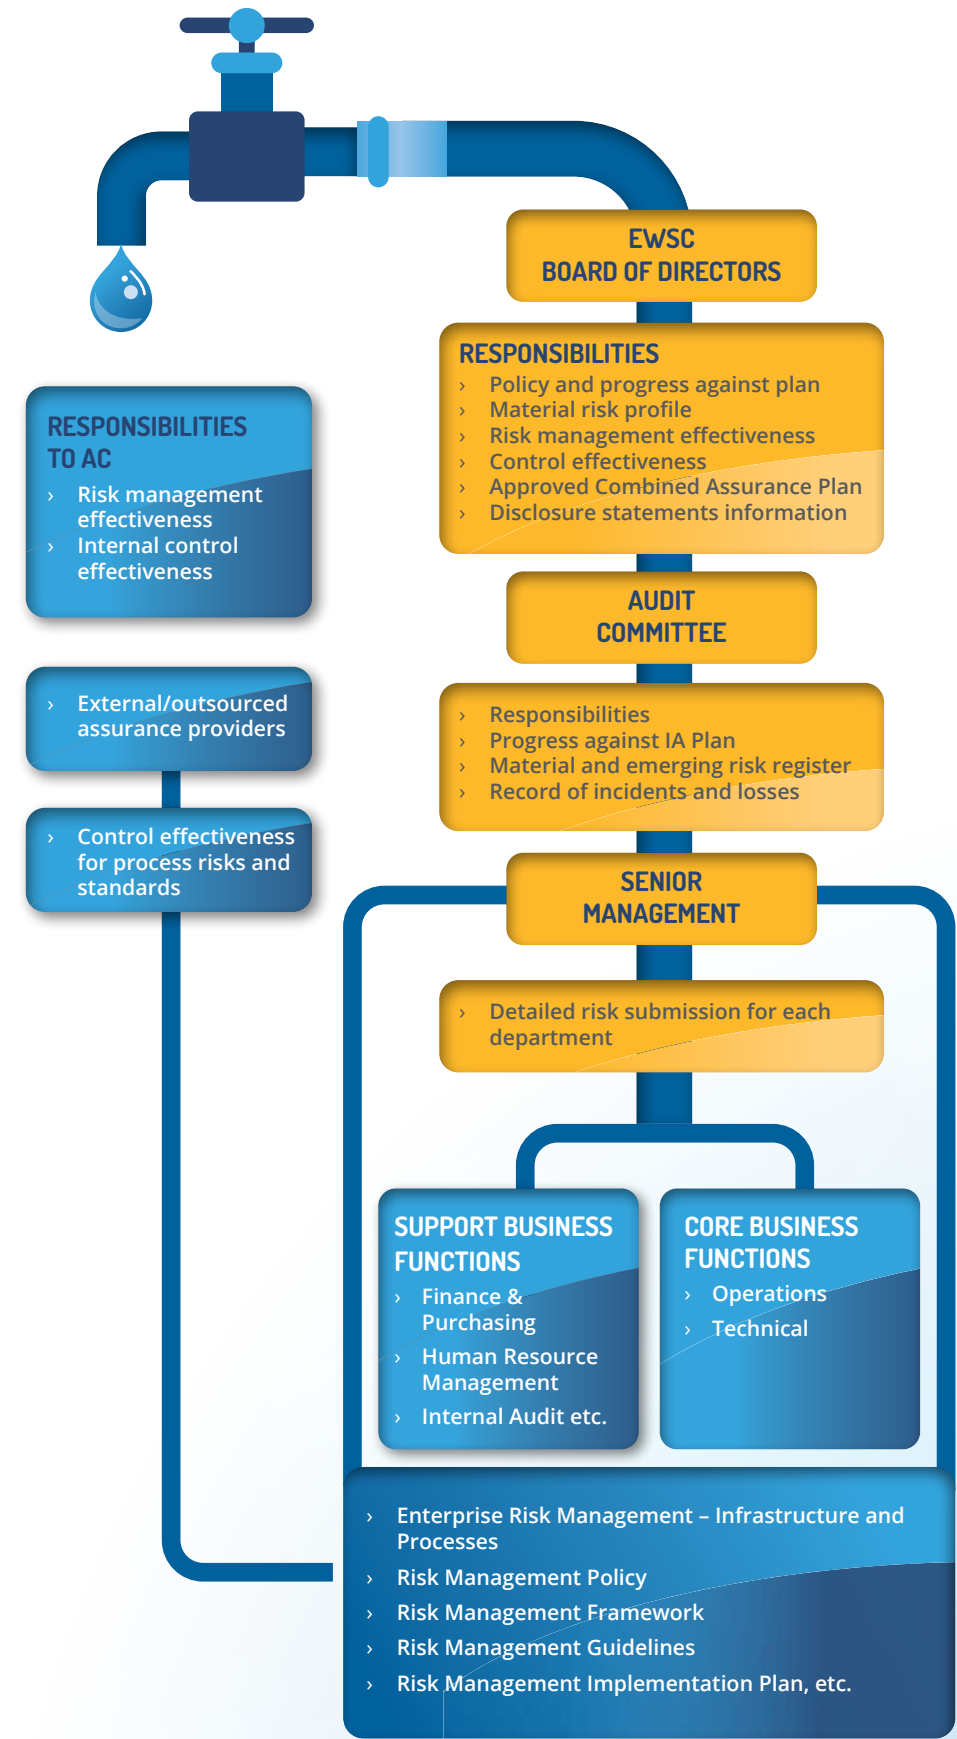 EWSC
BOARD OF DIRECTORS
RESPONSIBILITIES
› Policy and progress against plan
› Material risk profile
› Risk management effectiveness
› Control effectiveness
› Approved Combined Assurance Plan
› Disclosure statements information
RESPONSIBILITIES
TO AC
› Risk management
effectiveness
› Internal control
effectiveness
AUDIT
COMMITTEE
› External/outsourced
assurance providers
› Responsibilities
› Progress against IA Plan
› Material and emerging risk register
› Record of incidents and losses
› Control effectiveness
for process risks and
standards
SENIOR
MANAGEMENT
› Detailed risk submission for each
department
SUPPORT BUSINESS
FUNCTIONS
› Finance &
Purchasing
› Human Resource
Management
› Internal Audit etc.
CORE BUSINESS
FUNCTIONS
› Operations
› Technical
› Enterprise Risk Management – Infrastructure and
Processes
› Risk Management Policy
› Risk Management Framework
› Risk Management Guidelines
› Risk Management Implementation Plan, etc.